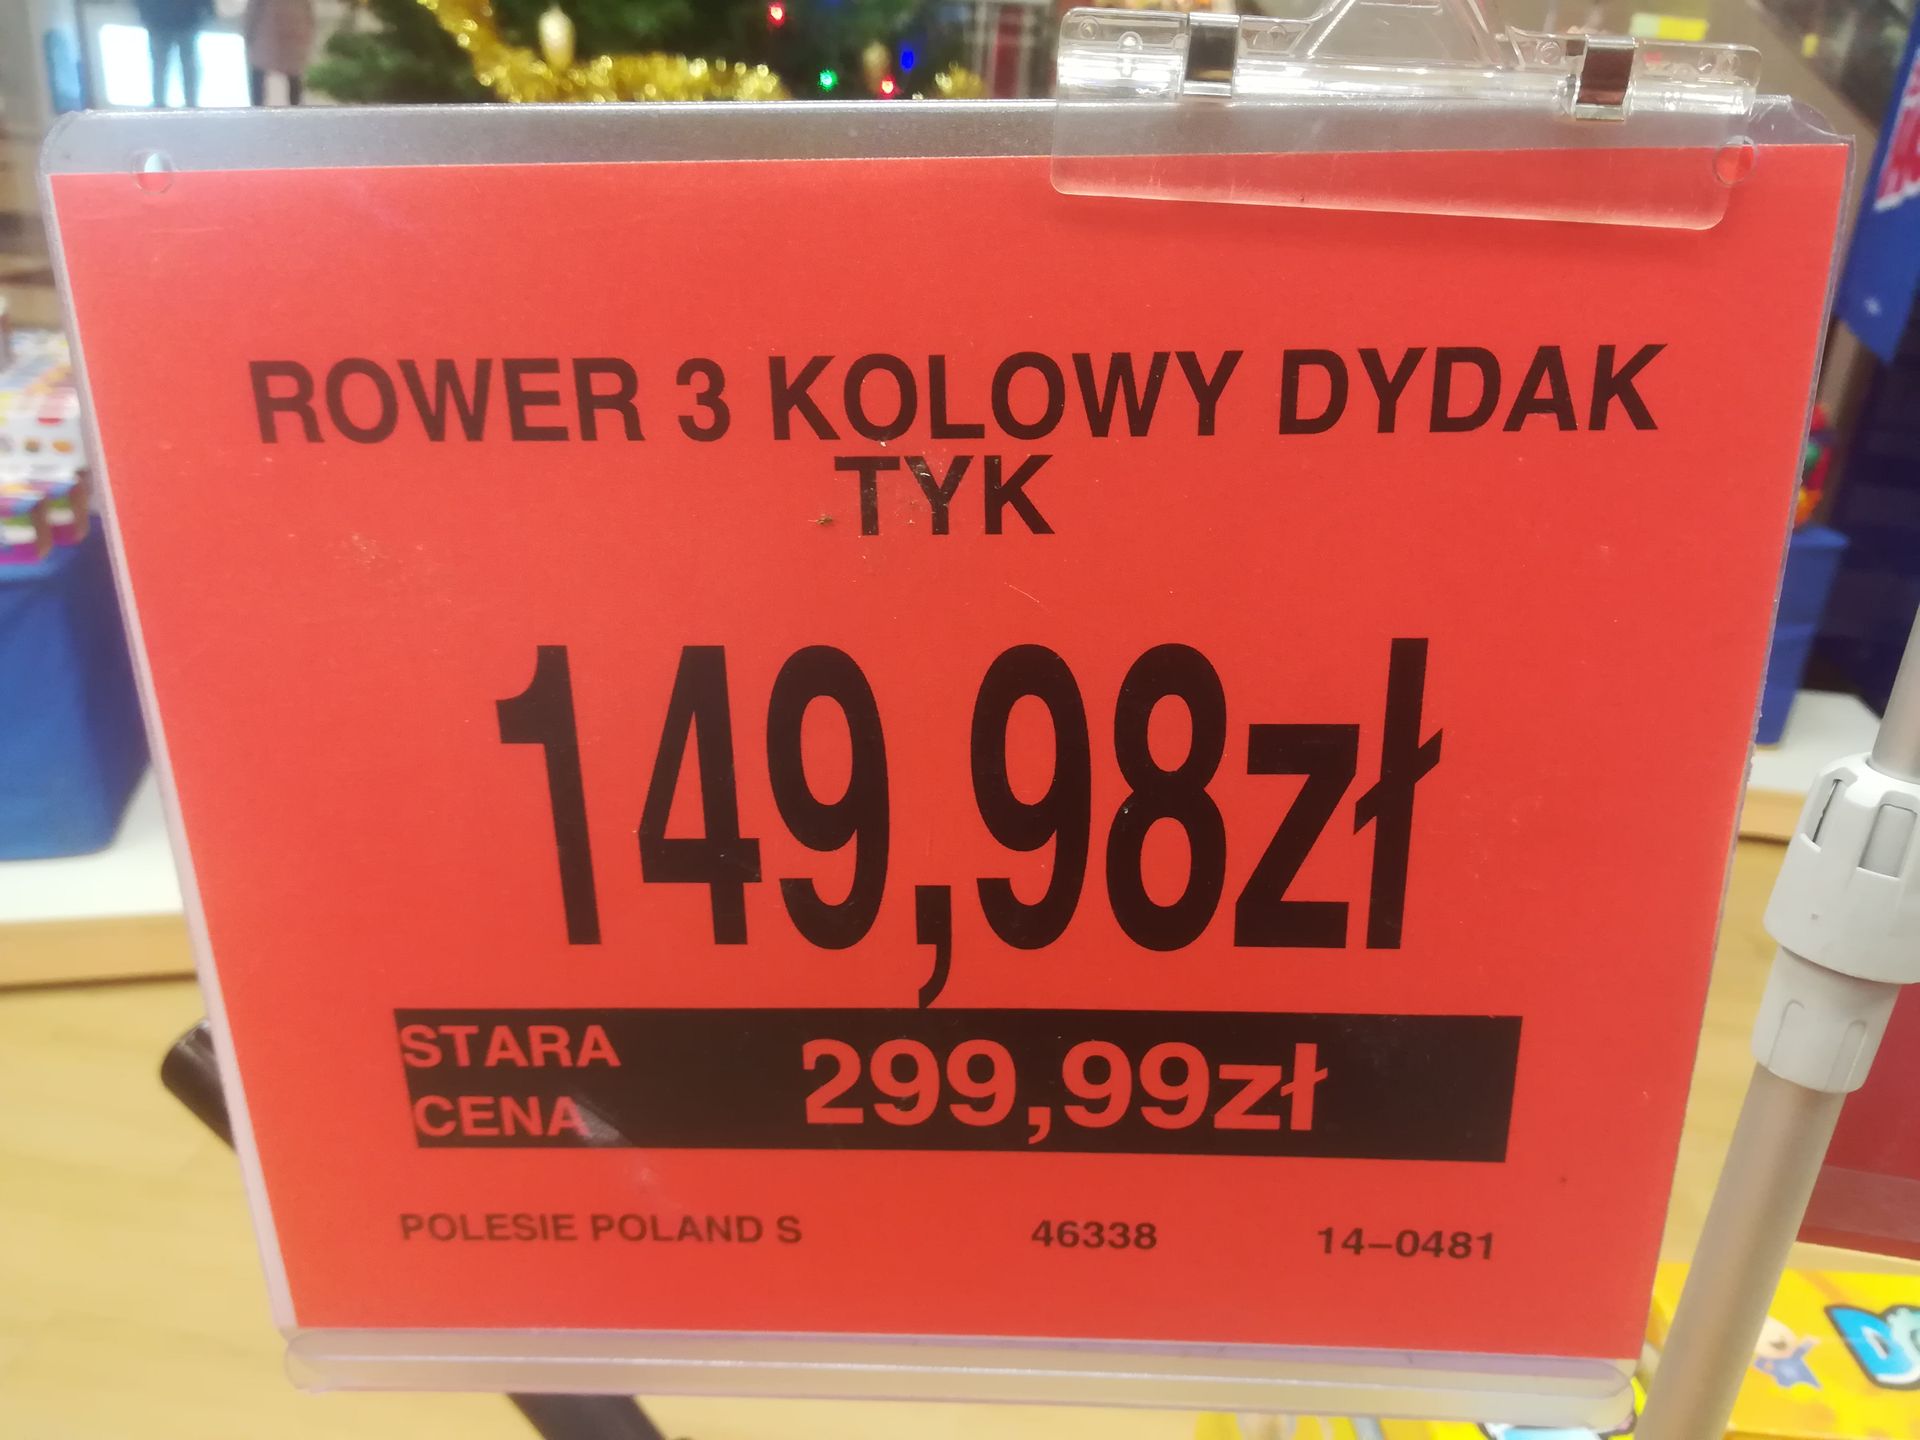 ROWER 3 KOLOWY DYDAK
TYK
149,98zł
STARA
CENA
299,99zł
POLESIE POLAND S 46338 14-0481